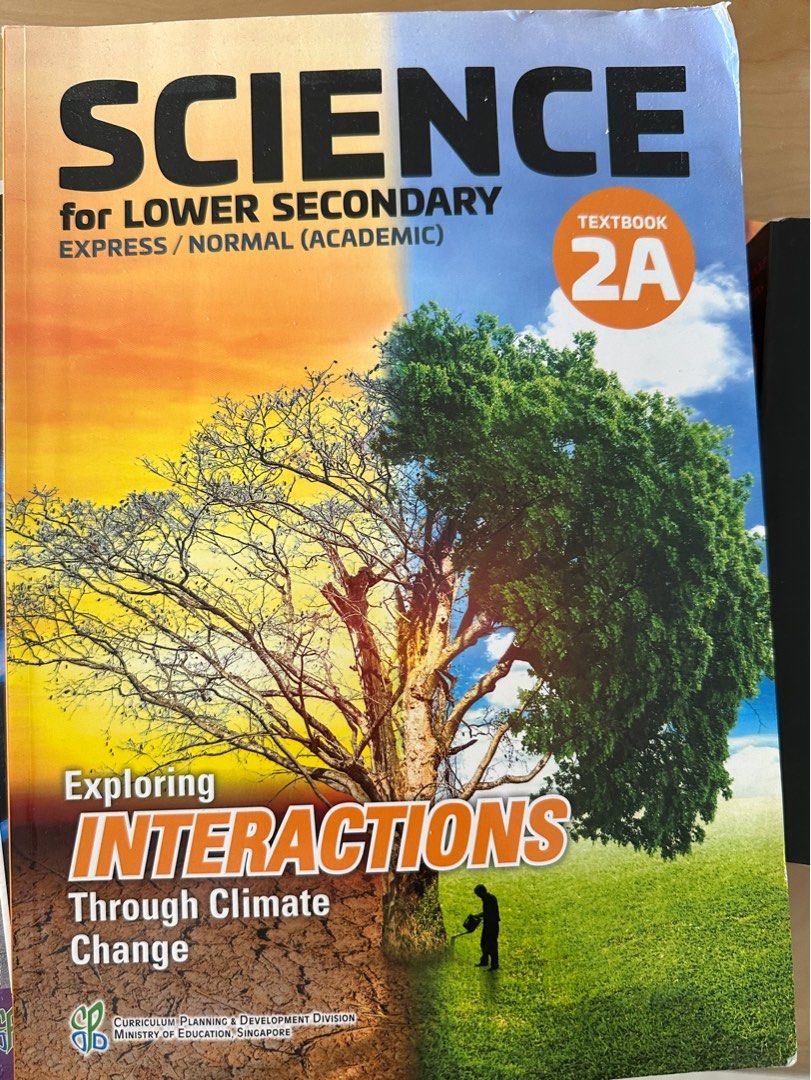 SCIENCE
for LOWER SECONDARY
EXPRESS / NORMAL (ACADEMIC)
TEXTBOOK
2A
Exploring
INTERACTIONS
Through Climate
Change
CURRICULUM PLANNING & DEVELOPMENT DIVISION
MINISTRY OF EDUCATION, SINGAPORE